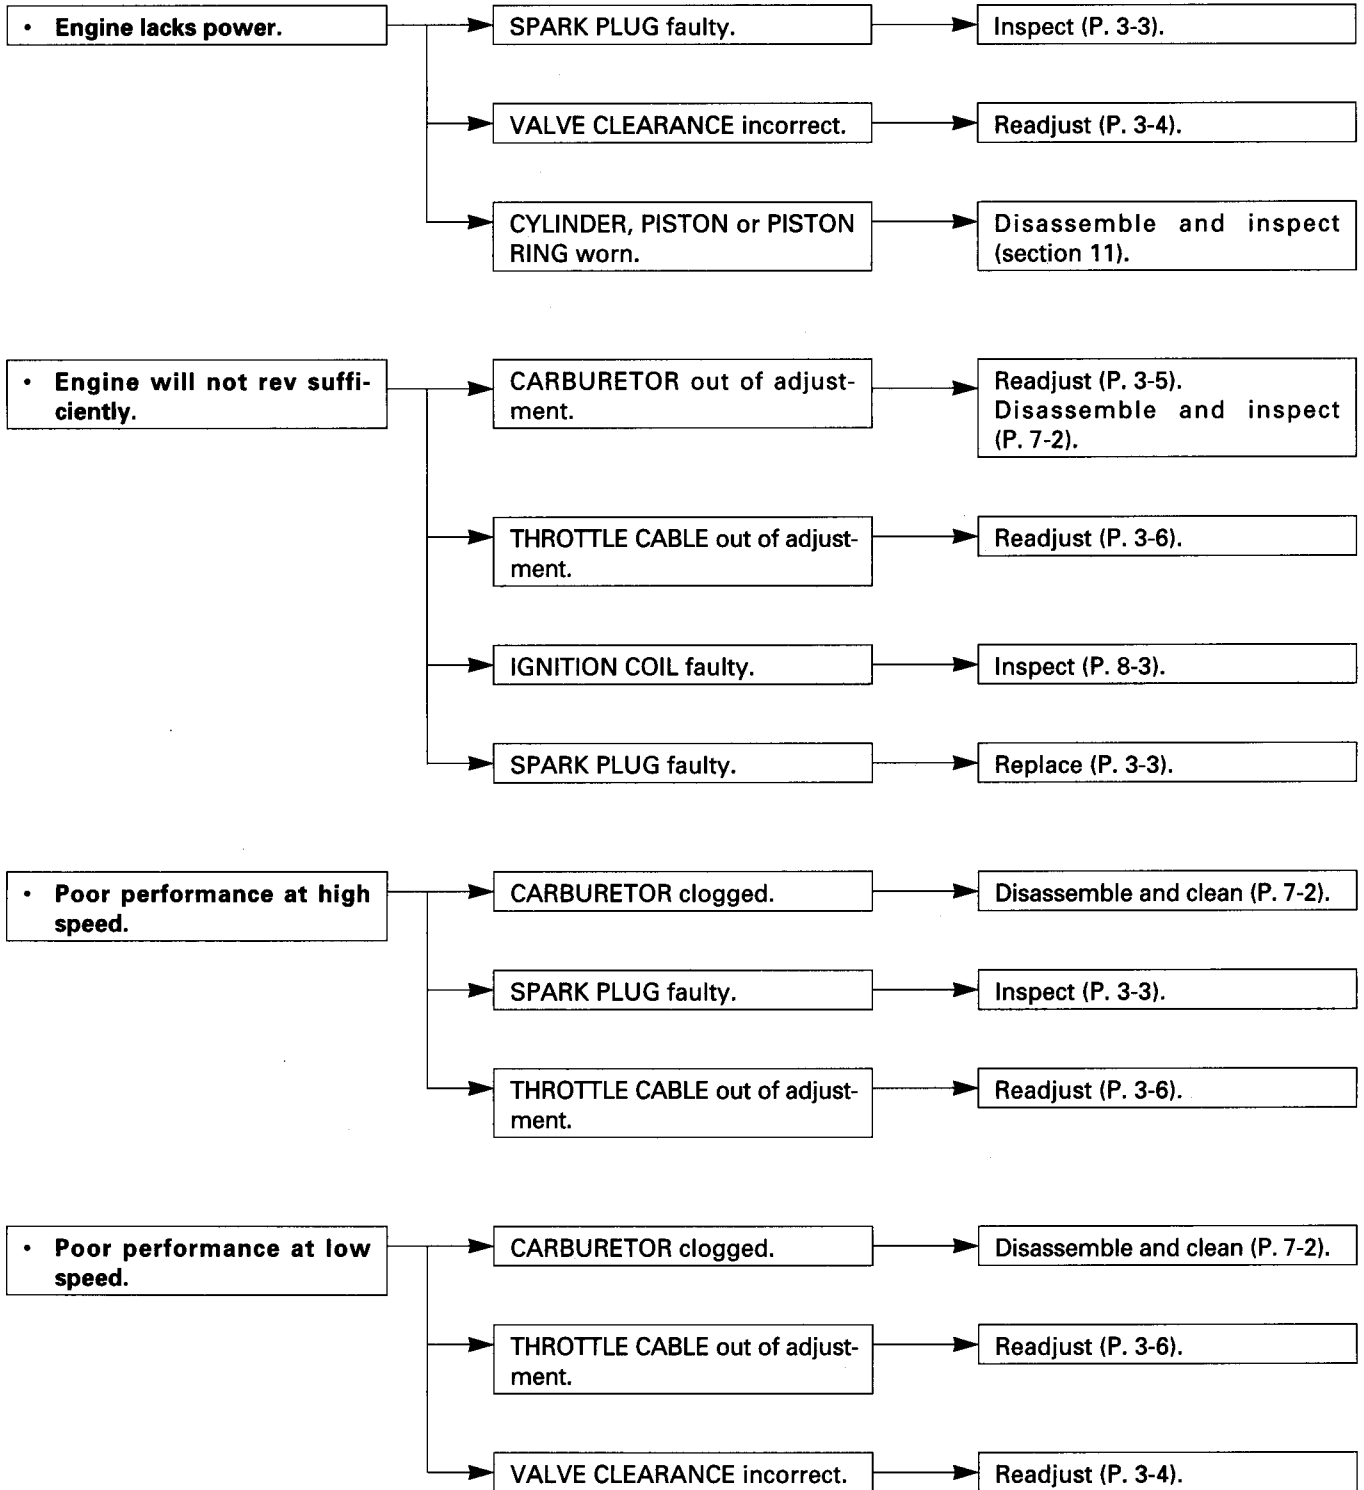 • Engine lacks power.
SPARK PLUG faulty.
Inspect (P. 3-3).
VALVE CLEARANCE incorrect.
Readjust (P. 3-4).
CYLINDER, PISTON or PISTON
RING worn.
Disassemble and inspect
(section 11).
• Engine will not rev suffi-
ciently.
CARBURETOR out of adjust-
ment.
Readjust (P. 3-5).
Disassemble and inspect
(P. 7-2).
THROTTLE CABLE out of adjust-
ment.
Readjust (P. 3-6).
IGNITION COIL faulty.
Inspect (P. 8-3).
SPARK PLUG faulty.
Replace (P. 3-3).
• Poor performance at high
speed.
CARBURETOR clogged.
Disassemble and clean (P. 7-2).
SPARK PLUG faulty.
Inspect (P. 3-3).
THROTTLE CABLE out of adjust-
ment.
Readjust (P. 3-6).
• Poor performance at low
speed.
CARBURETOR clogged.
Disassemble and clean (P. 7-2).
THROTTLE CABLE out of adjust-
ment.
Readjust (P. 3-6).
VALVE CLEARANCE incorrect.
Readjust (P. 3-4).